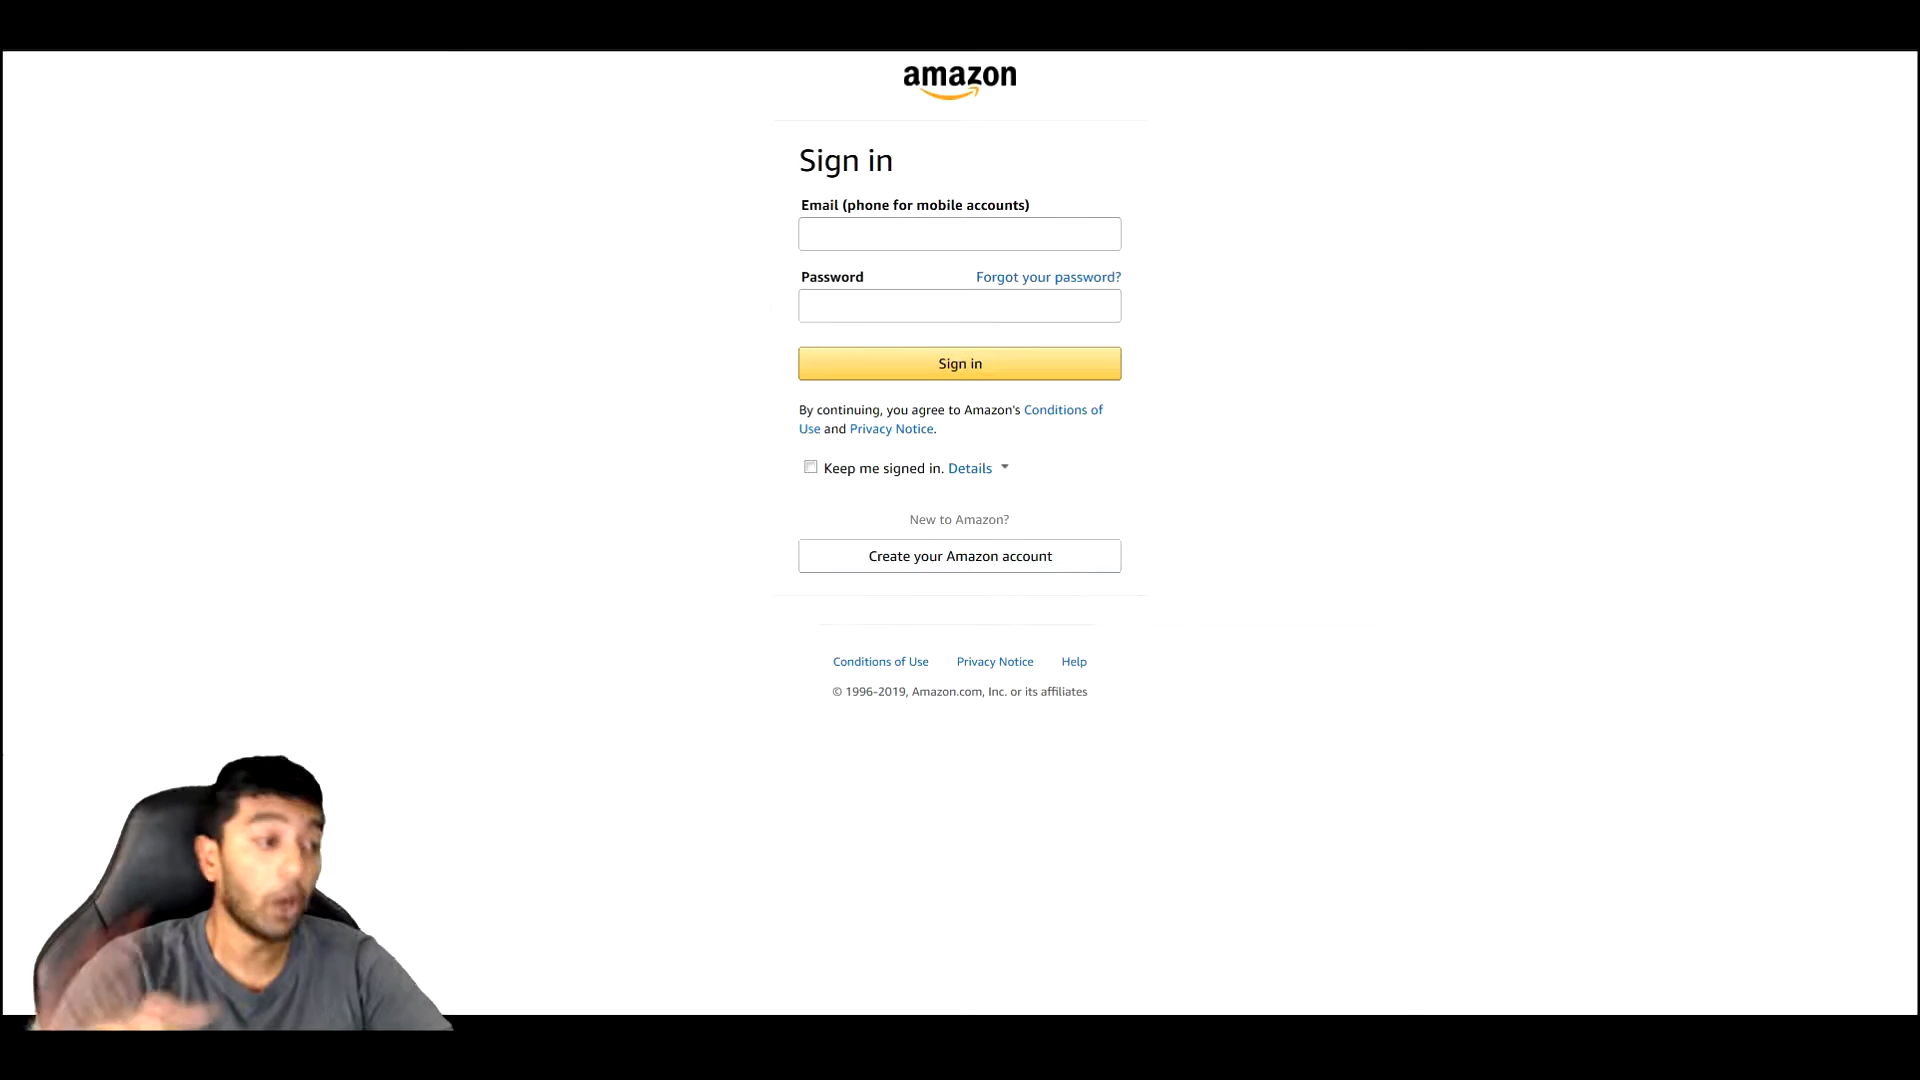 amazon
Sign in
Email (phone for mobile accounts)
Password
Forgot your password?
Sign in
By continuing, you agree to Amazon's Conditions of
Use and Privacy Notice.
Keep me signed in. Details
New to Amazon?
Create your Amazon account
Conditions of Use Privacy Notice Help
© 1996-2019, Amazon.com, Inc. or its affiliates